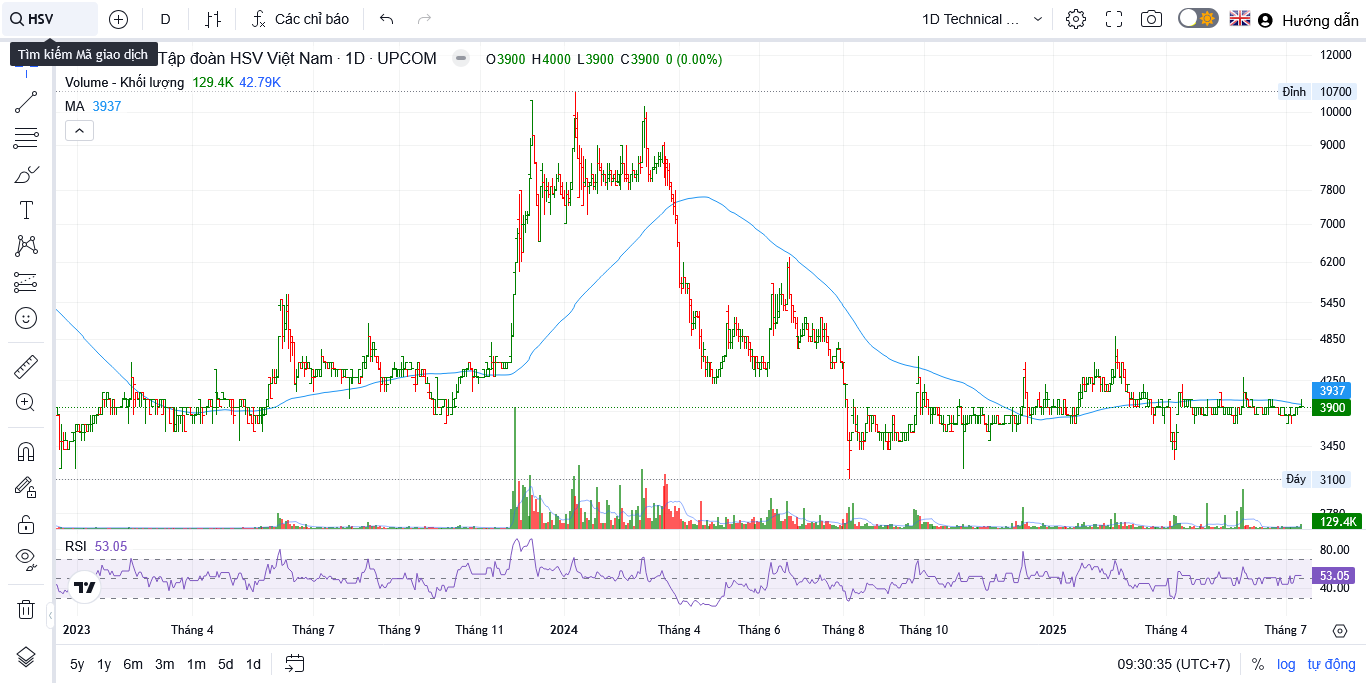 HSV D Các chỉ báo 1D Technical ... Hướng dẫn
Tìm kiếm Mã giao dịch
Tập đoàn HSV Việt Nam · 1D · UPCOM O3900 H4000 L3900 C3900 0 (0.00%)
Volume - Khối lượng 129.4K 42.79K
MA 3937
12000
Đỉnh 10700
10000
9000
7800
7000
6200
5450
4850
4250
3937
3900
3450
Đáy 3100
2780
129.4K
RSI 53.05
80.00
53.05
40.00
2023 Tháng 4 Tháng 7 Tháng 9 Tháng 11 2024 Tháng 4 Tháng 6 Tháng 8 Tháng 10 2025 Tháng 4 Tháng 7
5y 1y 6m 3m 1m 5d 1d 09:30:35 (UTC+7) % log tự động